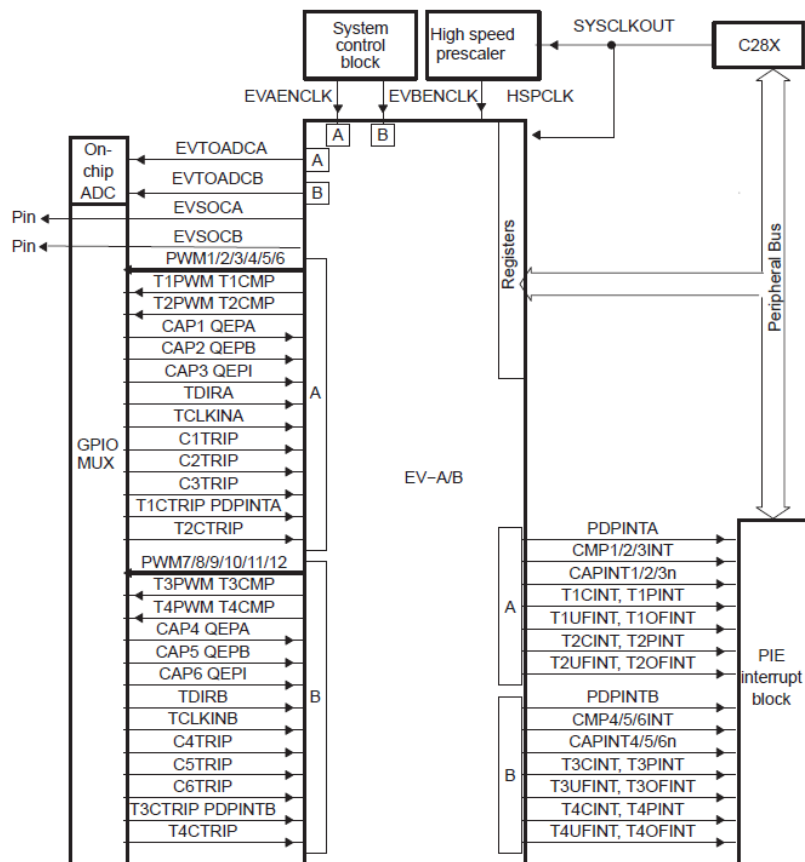 System
control
block
High speed
prescaler
SYSCLKOUT
C28X
EVAENCLK
EVBENCLK
HSPCLK
A
B
On-
chip
ADC
EVTOADCA
A
EVTOADCB
B
Pin
EVSOCA
Pin
EVSOCB
PWM1/2/3/4/5/6
T1PWM T1CMP
T2PWM T2CMP
CAP1 QEPA
CAP2 QEPB
CAP3 QEPI
TDIRA
TCLKINA
C1TRIP
C2TRIP
C3TRIP
T1CTRIP PDPINTA
T2CTRIP
A
GPIO
MUX
Registers
Peripheral Bus
EV−A/B
PWM7/8/9/10/11/12
T3PWM T3CMP
T4PWM T4CMP
CAP4 QEPA
CAP5 QEPB
CAP6 QEPI
TDIRB
TCLKINB
C4TRIP
C5TRIP
C6TRIP
T3CTRIP PDPINTB
T4CTRIP
B
A
PDPINTA
CMP1/2/3INT
CAPINT1/2/3n
T1CINT, T1PINT
T1UFINT, T1OFINT
T2CINT, T2PINT
T2UFINT, T2OFINT
B
PDPINTB
CMP4/5/6INT
CAPINT4/5/6n
T3CINT, T3PINT
T3UFINT, T3OFINT
T4CINT, T4PINT
T4UFINT, T4OFINT
PIE
interrupt
block